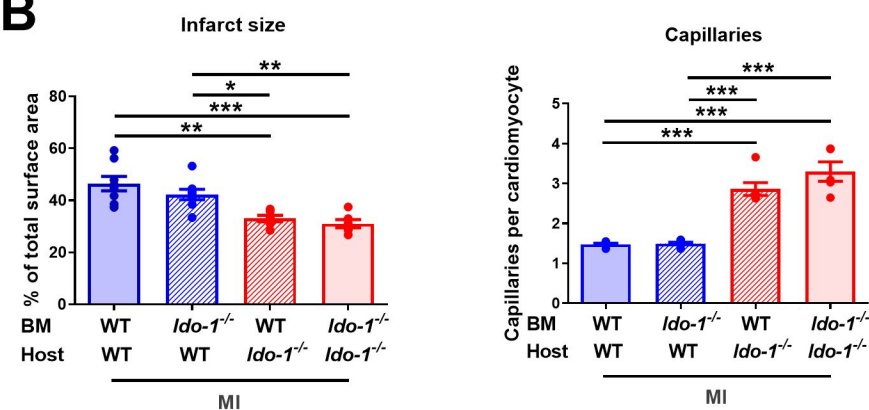 B
Infarct size
% of total surface area
80
60
40
20
0
**
*
***
**
BM WT Ido-1-/- WT Ido-1-/-
Host WT WT Ido-1-/- Ido-1-/-
MI
Capillaries
Capillaries per cardiomyocyte
5
4
3
2
1
0
***
***
***
***
BM WT Ido-1-/- WT Ido-1-/-
Host WT WT Ido-1-/- Ido-1-/-
MI